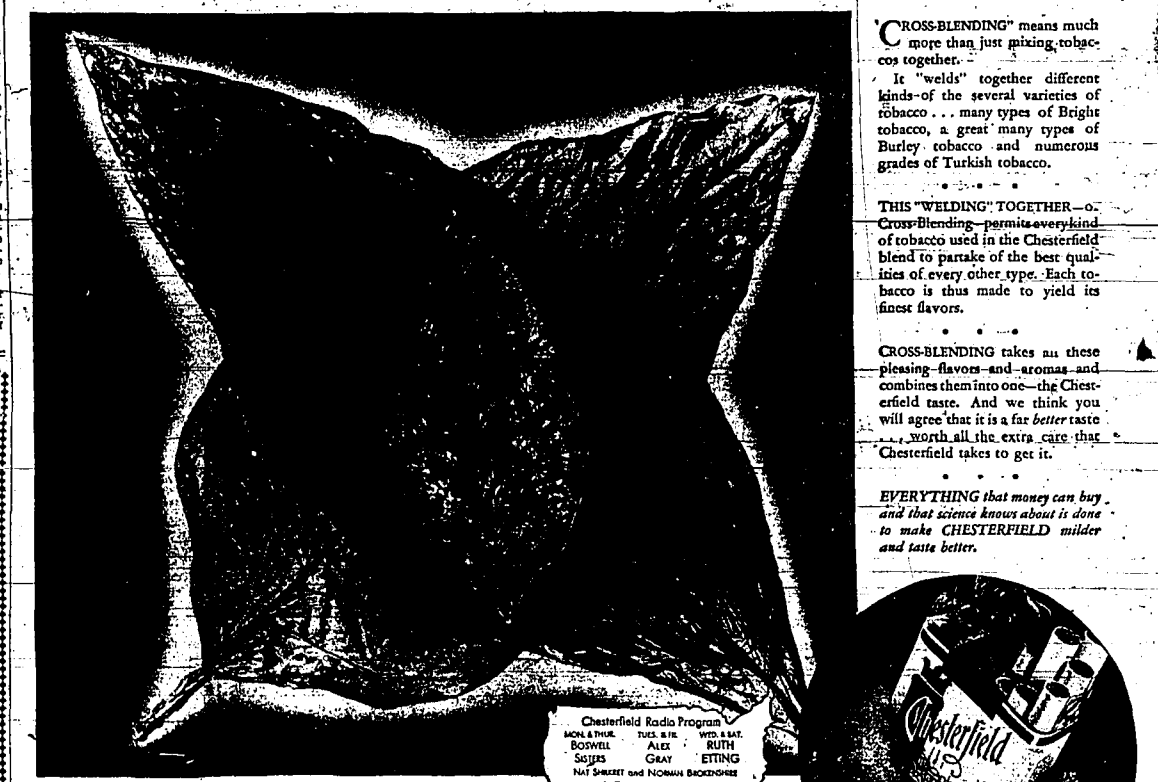 "CROSS-BLENDING" means much
more than just mixing tobac-
cos together.
It "welds" together different
kinds of the several varieties of
tobacco . . . many types of Bright
tobacco, a great many types of
Burley tobacco and numerous
grades of Turkish tobacco.
THIS "WELDING" TOGETHER—o
Cross-Blending—permits every kind
of tobacco used in the Chesterfield
blend to partake of the best qual-
ities of every other type. Each to-
bacco is thus made to yield its
finest flavors.
CROSS-BLENDING takes all these
pleasing flavors and aromas and
combines them into one—the Chest-
erfield taste. And we think you
will agree that it is a far better taste
. . . worth all the extra care that
Chesterfield takes to get it.
EVERYTHING that money can buy
and that science knows about is done
to make CHESTERFIELD milder
and taste better.
Chesterfield Radio Program
MON. & THUR. TUES. & FRI. WED. & SAT.
BOSWELL ALEX RUTH
SISTERS GRAY ETTING
NAT SHILKRET and NORMAN BROKENSHIRE
Chesterfield